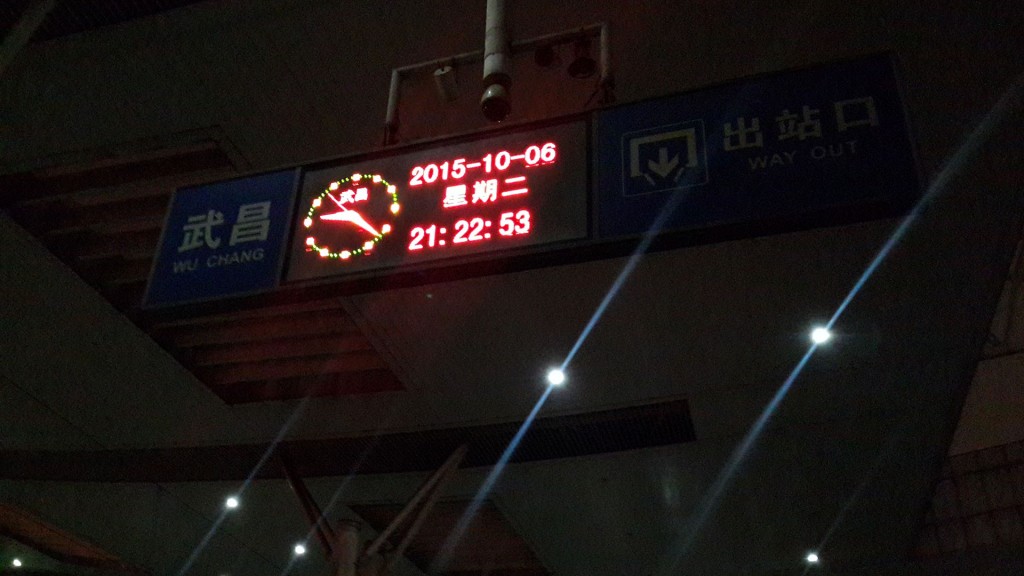 武昌
WU CHANG
武昌
2015-10-06
星期二
21:22:53
出站口
WAY OUT